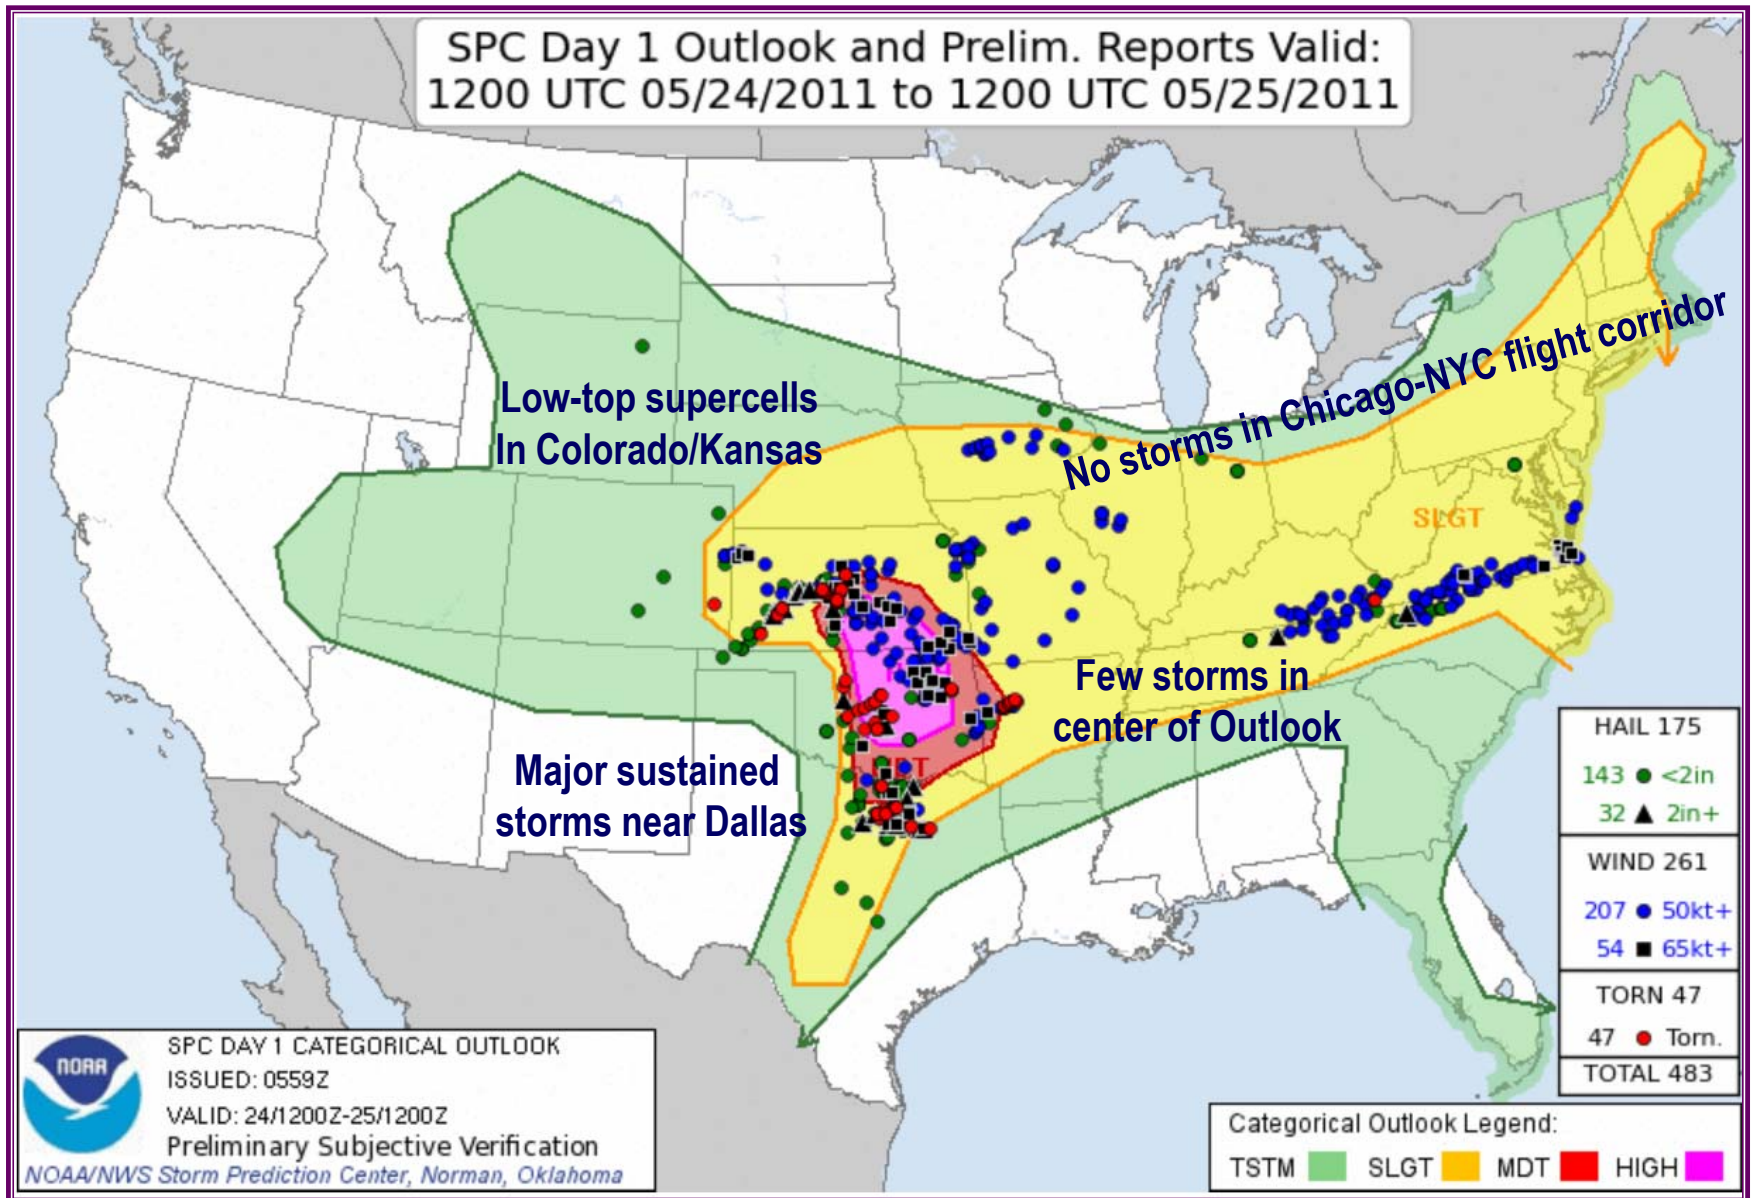 SPC Day 1 Outlook and Prelim. Reports Valid:
1200 UTC 05/24/2011 to 1200 UTC 05/25/2011
No storms in Chicago-NYC flight corridor
Low-top supercells
In Colorado/Kansas
SLGT
Few storms in
center of Outlook
Major sustained
storms near Dallas
HAIL 175
143 <2in
32 2in+
WIND 261
207 50kt+
54 65kt+
TORN 47
47 Torn.
TOTAL 483
NOAA
SPC DAY 1 CATEGORICAL OUTLOOK
ISSUED: 0559Z
VALID: 24/1200Z-25/1200Z
Preliminary Subjective Verification
NOAA/NWS Storm Prediction Center, Norman, Oklahoma
Categorical Outlook Legend:
TSTM SLGT MDT HIGH